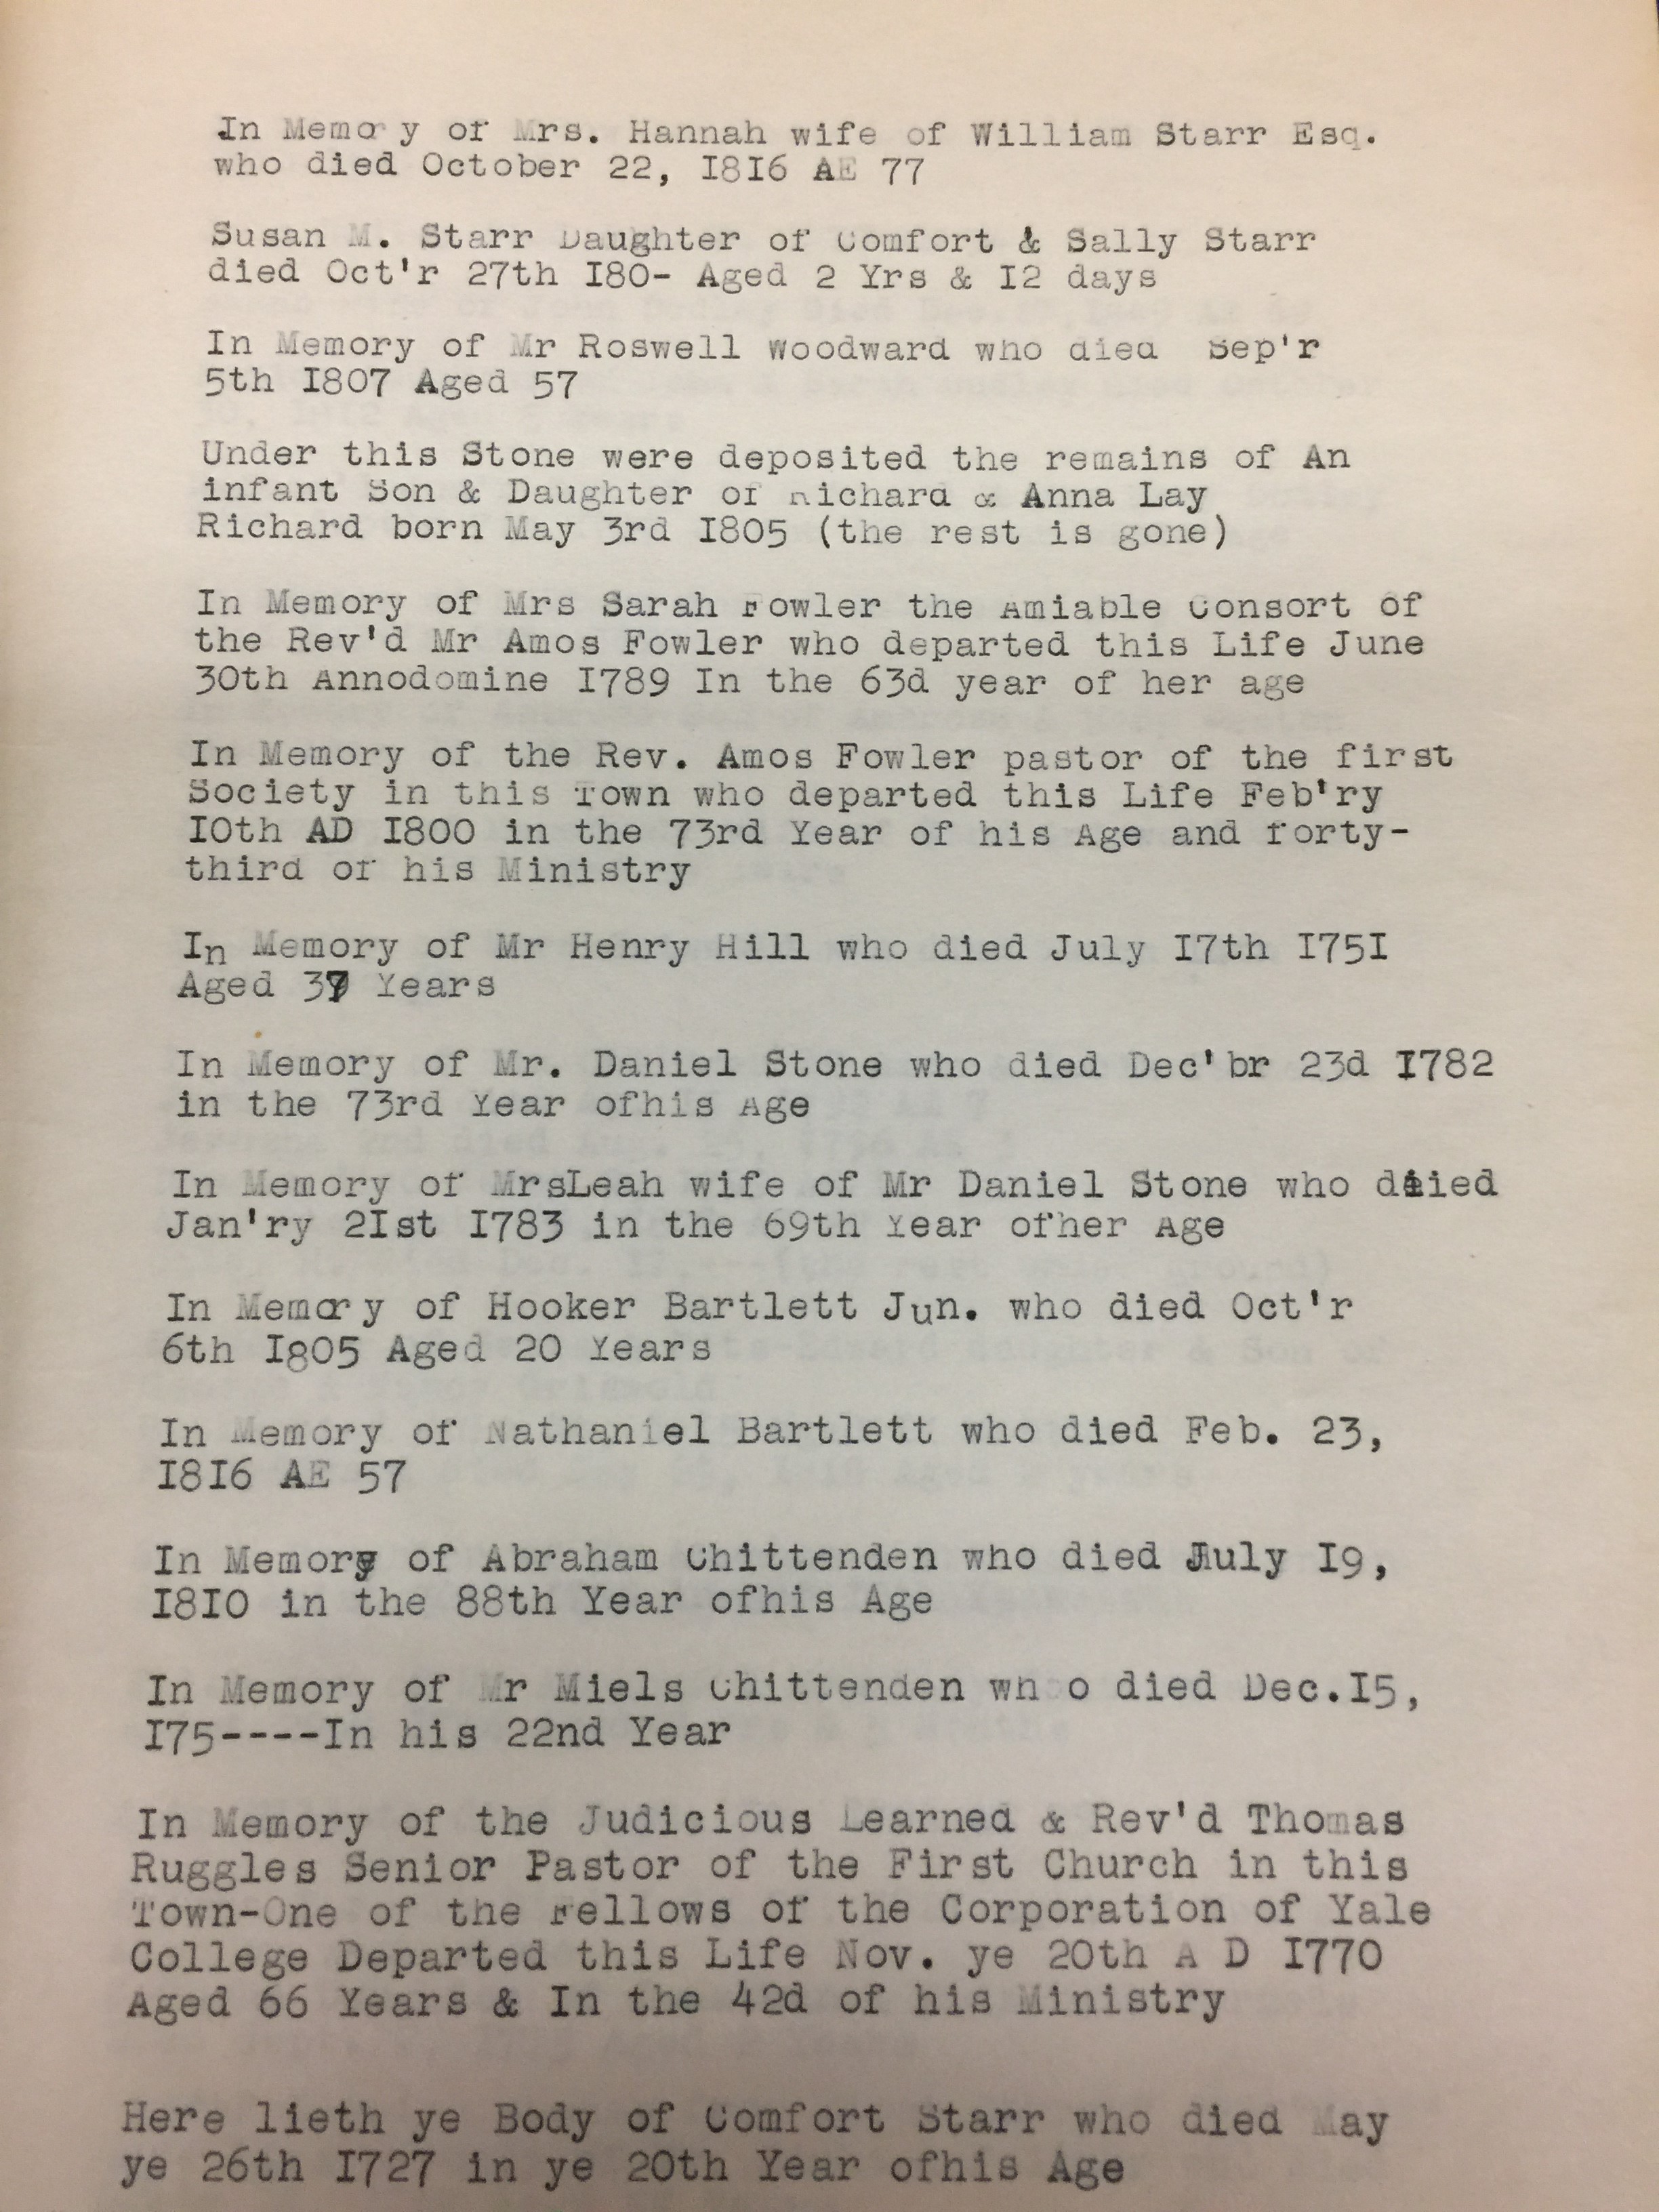 In Memory of Mrs. Hannah wife of William Starr Esq.
who died October 22, I8I6 AE 77
Susan M. Starr Daughter of Comfort & Sally Starr
died Oct'r 27th I80- Aged 2 Yrs & I2 days
In Memory of Mr Roswell Woodward who died Sep'r
5th I807 Aged 57
Under this Stone were deposited the remains of An
infant Son & Daughter of Richard & Anna Lay
Richard born May 3rd I805 (the rest is gone)
In Memory of Mrs Sarah Fowler the Amiable Consort of
the Rev'd Mr Amos Fowler who departed this Life June
30th Annodomine I789 In the 63d year of her age
In Memory of the Rev. Amos Fowler pastor of the first
Society in this Town who departed this Life Feb'ry
I0th AD I800 in the 73rd Year of his Age and forty-
third of his Ministry
In Memory of Mr Henry Hill who died July I7th I75I
Aged 37 Years
In Memory of Mr. Daniel Stone who died Dec'br 23d I782
in the 73rd Year ofhis Age
In Memory of MrsLeah wife of Mr Daniel Stone who diied
Jan'ry 2Ist I783 in the 69th Year ofher Age
In Memory of Hooker Bartlett Jun. who died Oct'r
6th I805 Aged 20 Years
In Memory of Nathaniel Bartlett who died Feb. 23,
I8I6 AE 57
In Memory of Abraham Chittenden who died July I9,
I8I0 in the 88th Year ofhis Age
In Memory of Mr Miels Chittenden wh o died Dec.I5,
I75----In his 22nd Year
In Memory of the Judicious Learned & Rev'd Thomas
Ruggles Senior Pastor of the First Church in this
Town-One of the Fellows of the Corporation of Yale
College Departed this Life Nov. ye 20th A D I770
Aged 66 Years & In the 42d of his Ministry
Here lieth ye Body of Comfort Starr who died May
ye 26th I727 in ye 20th Year ofhis Age